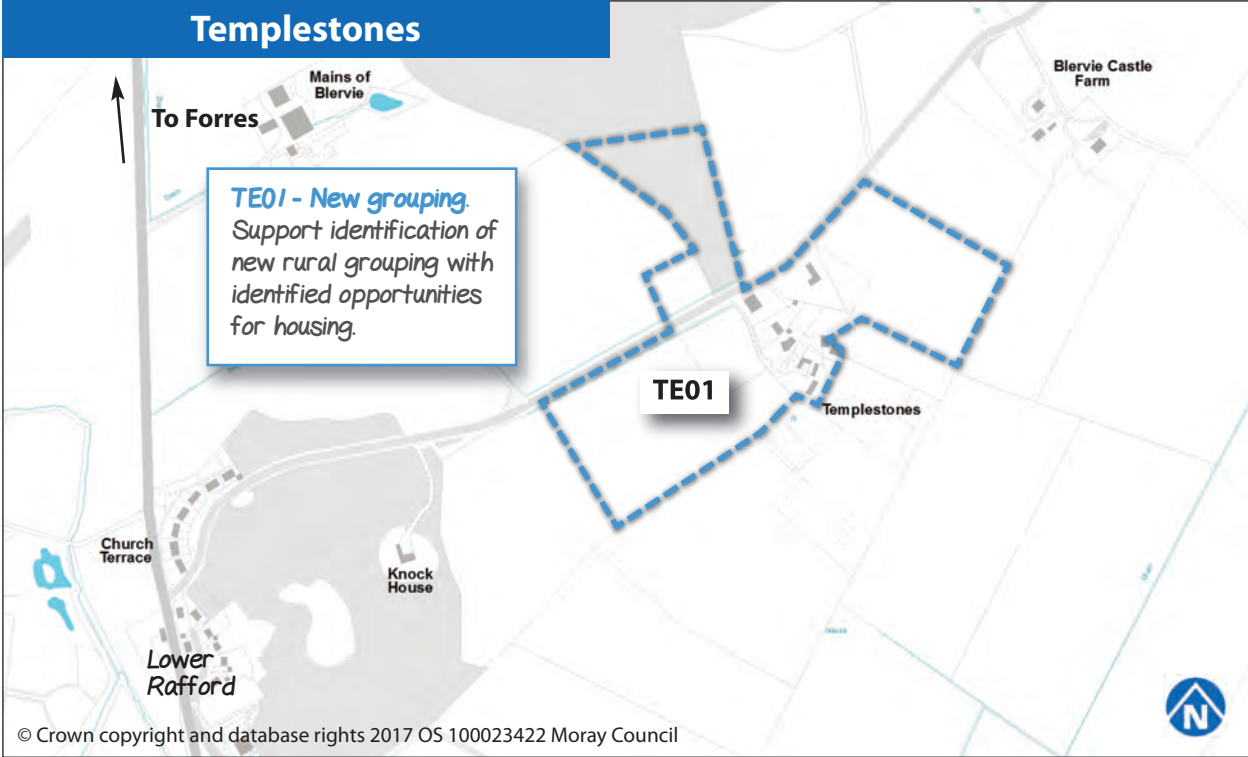 Templestones
Mains of
Blervie
To Forres
Blervie Castle
Farm
TE01 - New grouping.
Support identification of
new rural grouping with
identified opportunities
for housing.
TE01
Templestones
Church
Terrace
Knock
House
Lower
Rafford
N
© Crown copyright and database rights 2017 OS 100023422 Moray Council